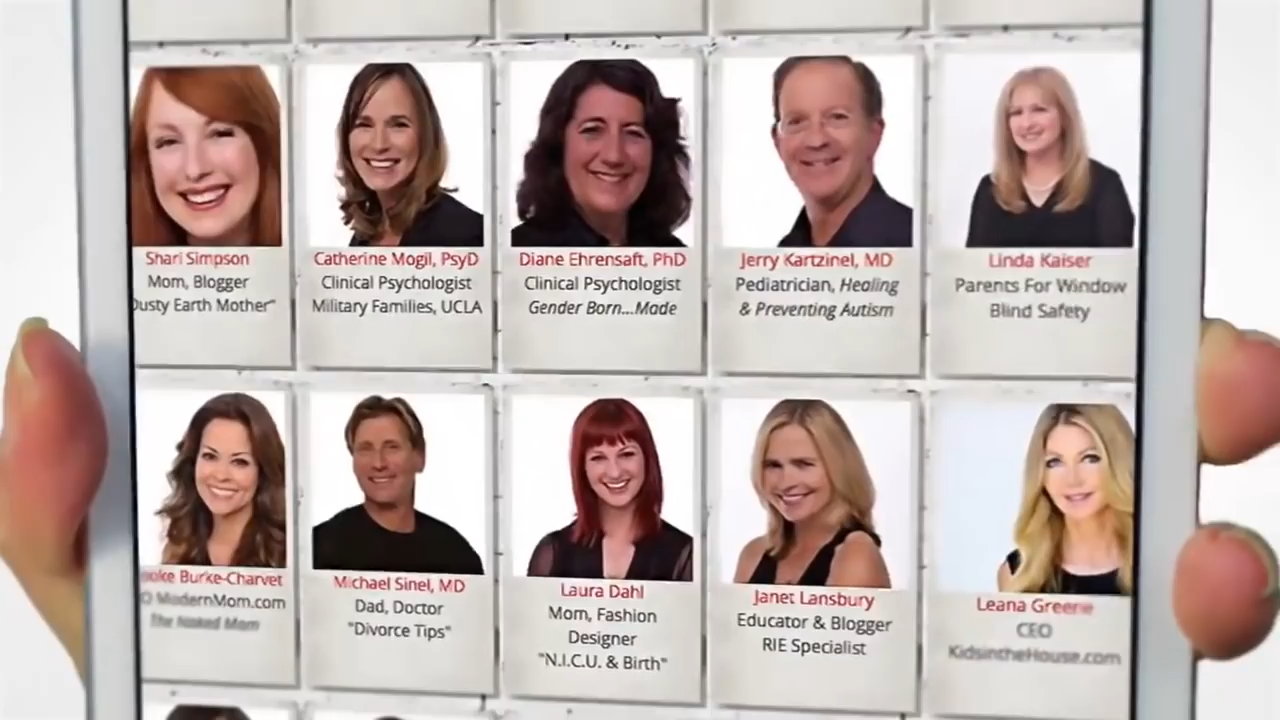 Shari Simpson
Mom, Blogger
Dusty Earth Mother"
Catherine Mogil, PsyD
Clinical Psychologist
Military Families, UCLA
Diane Ehrensaft, PhD
Clinical Psychologist
Gender Born...Made
Jerry Kartzinel, MD
Pediatrician, Healing
& Preventing Autism
Linda Kaiser
Parents For Window
Blind Safety
ooke Burke-Charvet
O ModernMom.com
The Naked Mom
Michael Sinel, MD
Dad, Doctor
"Divorce Tips"
Laura Dahl
Mom, Fashion
Designer
"N.I.C.U. & Birth"
Janet Lansbury
Educator & Blogger
RIE Specialist
Leana Greene
CEO
KidsintheHouse.com